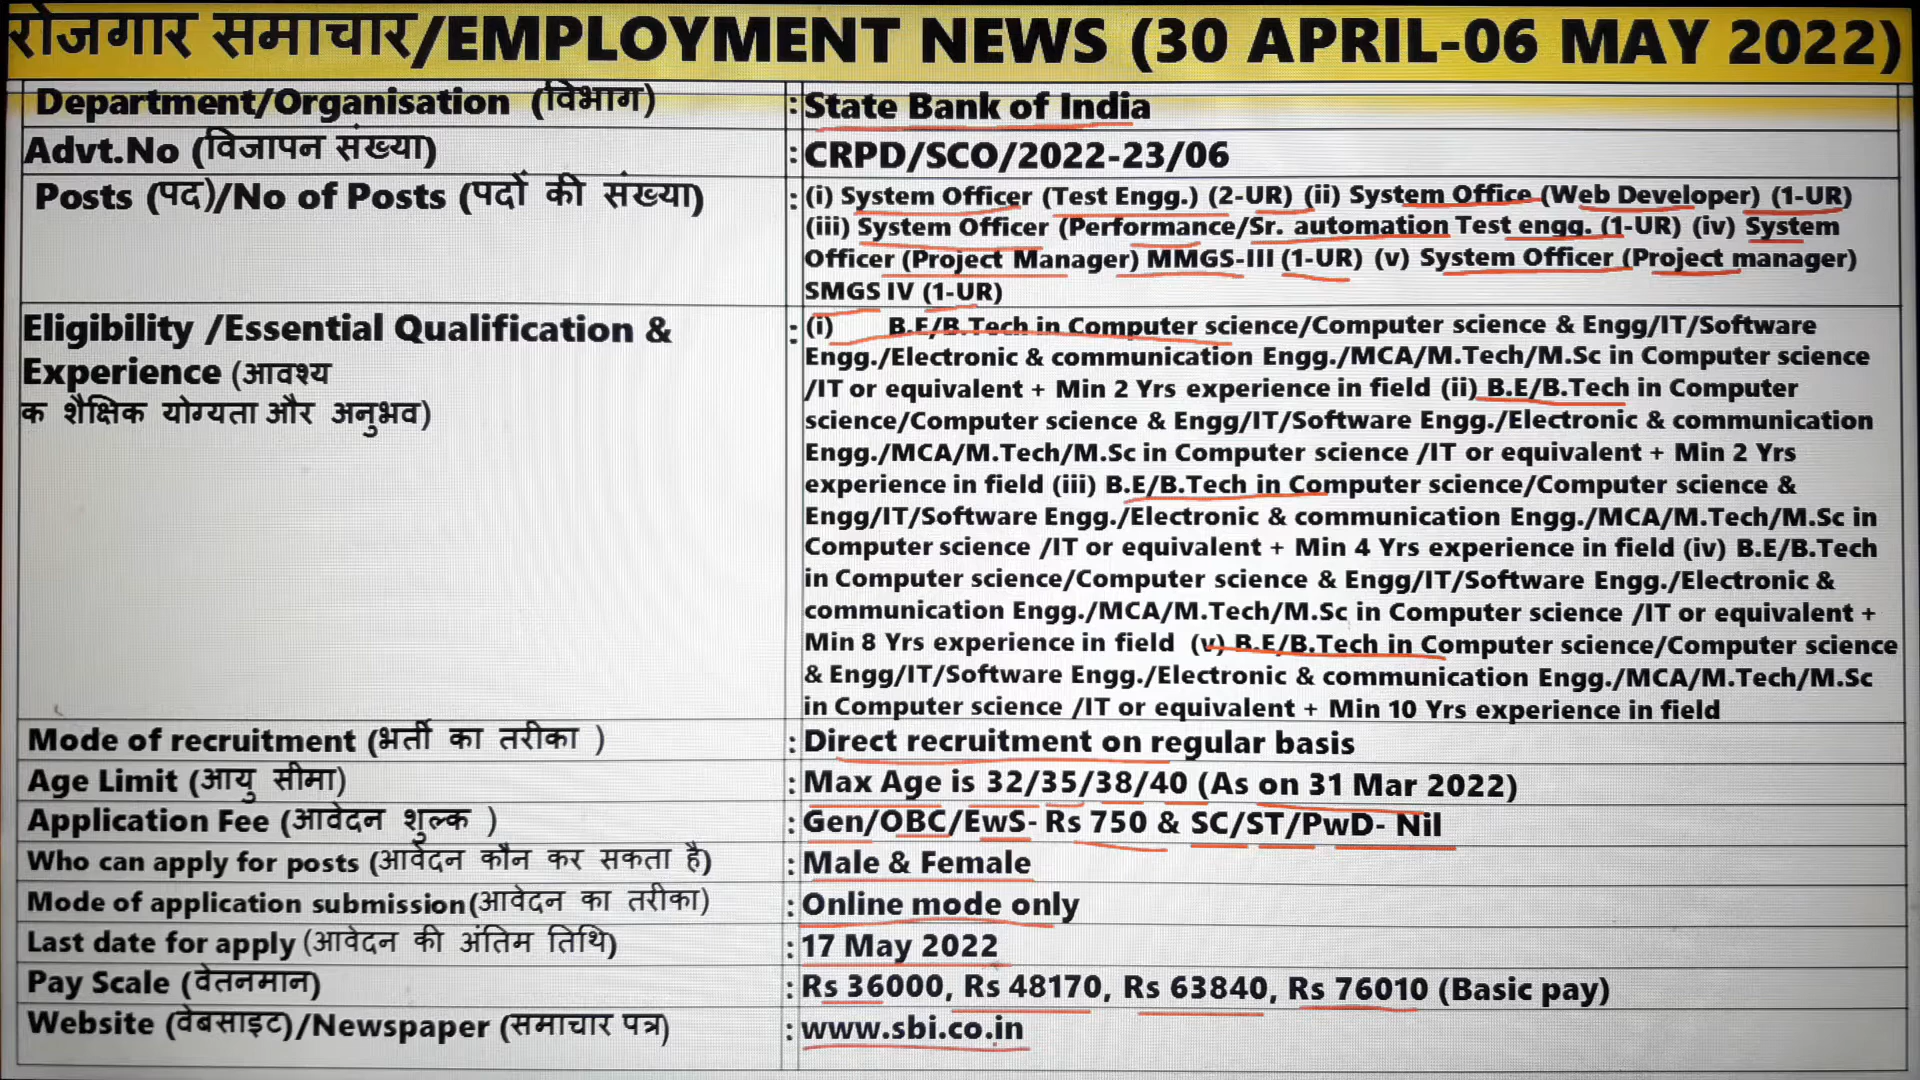 रोजगार समाचार/EMPLOYMENT NEWS (30 APRIL-06 MAY 2022)
Department/Organisation (विभाग) : State Bank of India
Advt.No (विजापन संख्या) : CRPD/SCO/2022-23/06
Posts (पद)/No of Posts (पदों की संख्या) : (i) System Officer (Test Engg.) (2-UR) (ii) System Office (Web Developer) (1-UR)
(iii) System Officer (Performance/Sr. automation Test engg. (1-UR) (iv) System
Officer (Project Manager) MMGS-III (1-UR) (v) System Officer (Project manager)
SMGS IV (1-UR)
Eligibility /Essential Qualification &
Experience (आवश्य
क शैक्षिक योग्यता और अनुभव)
: (i) B.E/B.Tech in Computer science/Computer science & Engg/IT/Software
Engg./Electronic & communication Engg./MCA/M.Tech/M.Sc in Computer science
/IT or equivalent + Min 2 Yrs experience in field (ii) B.E/B.Tech in Computer
science/Computer science & Engg/IT/Software Engg./Electronic & communication
Engg./MCA/M.Tech/M.Sc in Computer science /IT or equivalent + Min 2 Yrs
experience in field (iii) B.E/B.Tech in Computer science/Computer science &
Engg/IT/Software Engg./Electronic & communication Engg./MCA/M.Tech/M.Sc in
Computer science /IT or equivalent + Min 4 Yrs experience in field (iv) B.E/B.Tech
in Computer science/Computer science & Engg/IT/Software Engg./Electronic &
communication Engg./MCA/M.Tech/M.Sc in Computer science /IT or equivalent +
Min 8 Yrs experience in field (v) B.E/B.Tech in Computer science/Computer science
& Engg/IT/Software Engg./Electronic & communication Engg./MCA/M.Tech/M.Sc
in Computer science /IT or equivalent + Min 10 Yrs experience in field
Mode of recruitment (भर्ती का तरीका ) : Direct recruitment on regular basis
Age Limit (आयु सीमा) : Max Age is 32/35/38/40 (As on 31 Mar 2022)
Application Fee (आवेदन शुल्क ) : Gen/OBC/EwS- Rs 750 & SC/ST/PwD- Nil
Who can apply for posts (आवेदन कौन कर सकता है) : Male & Female
Mode of application submission(आवेदन का तरीका) : Online mode only
Last date for apply (आवेदन की अंतिम तिथि) : 17 May 2022
Pay Scale (वेतनमान) : Rs 36000, Rs 48170, Rs 63840, Rs 76010 (Basic pay)
Website (वेबसाइट)/Newspaper (समाचार पत्र) : www.sbi.co.in